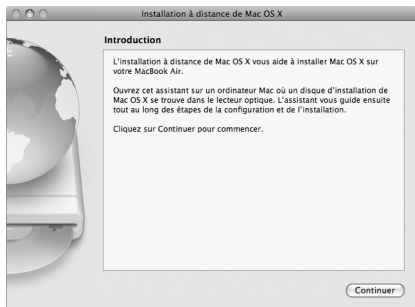 Installation à distance de Mac OS X
Introduction
L'installation à distance de Mac OS X vous aide à installer Mac OS X sur
votre MacBook Air.
Ouvrez cet assistant sur un ordinateur Mac où un disque d'installation de
Mac OS X se trouve dans le lecteur optique. L'assistant vous guide ensuite
tout au long des étapes de la configuration et de l'installation.
Cliquez sur Continuer pour commencer.
Continuer